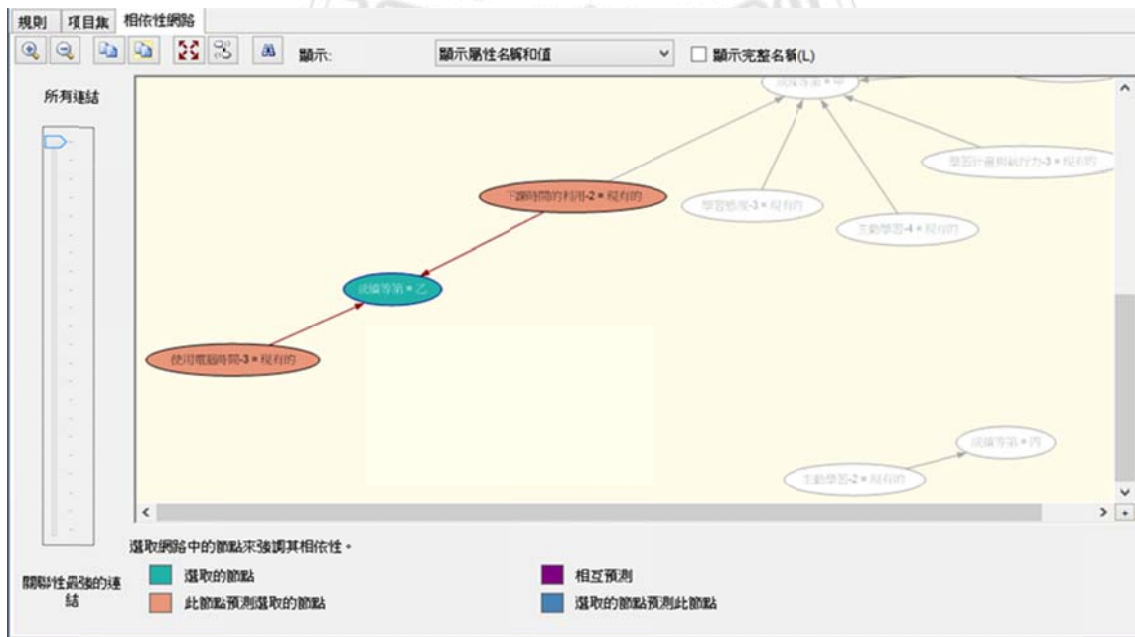 規則 項目集 相依性網路
顯示: 顯示屬性名稱和值 顯示完整名稱(L)
所有連結
成績等第 = 甲
學習計畫與執行力-3 = 現有的
下課時間的利用-2 = 現有的
學習態度-3 = 現有的
主動學習-4 = 現有的
成績等第 = 乙
使用電腦時間-3 = 現有的
成績等第 = 丙
主動學習-2 = 現有的
選取網路中的節點來強調其相依性。
關聯性最強的連
結
選取的節點 相互預測
此節點預測選取的節點 選取的節點預測此節點